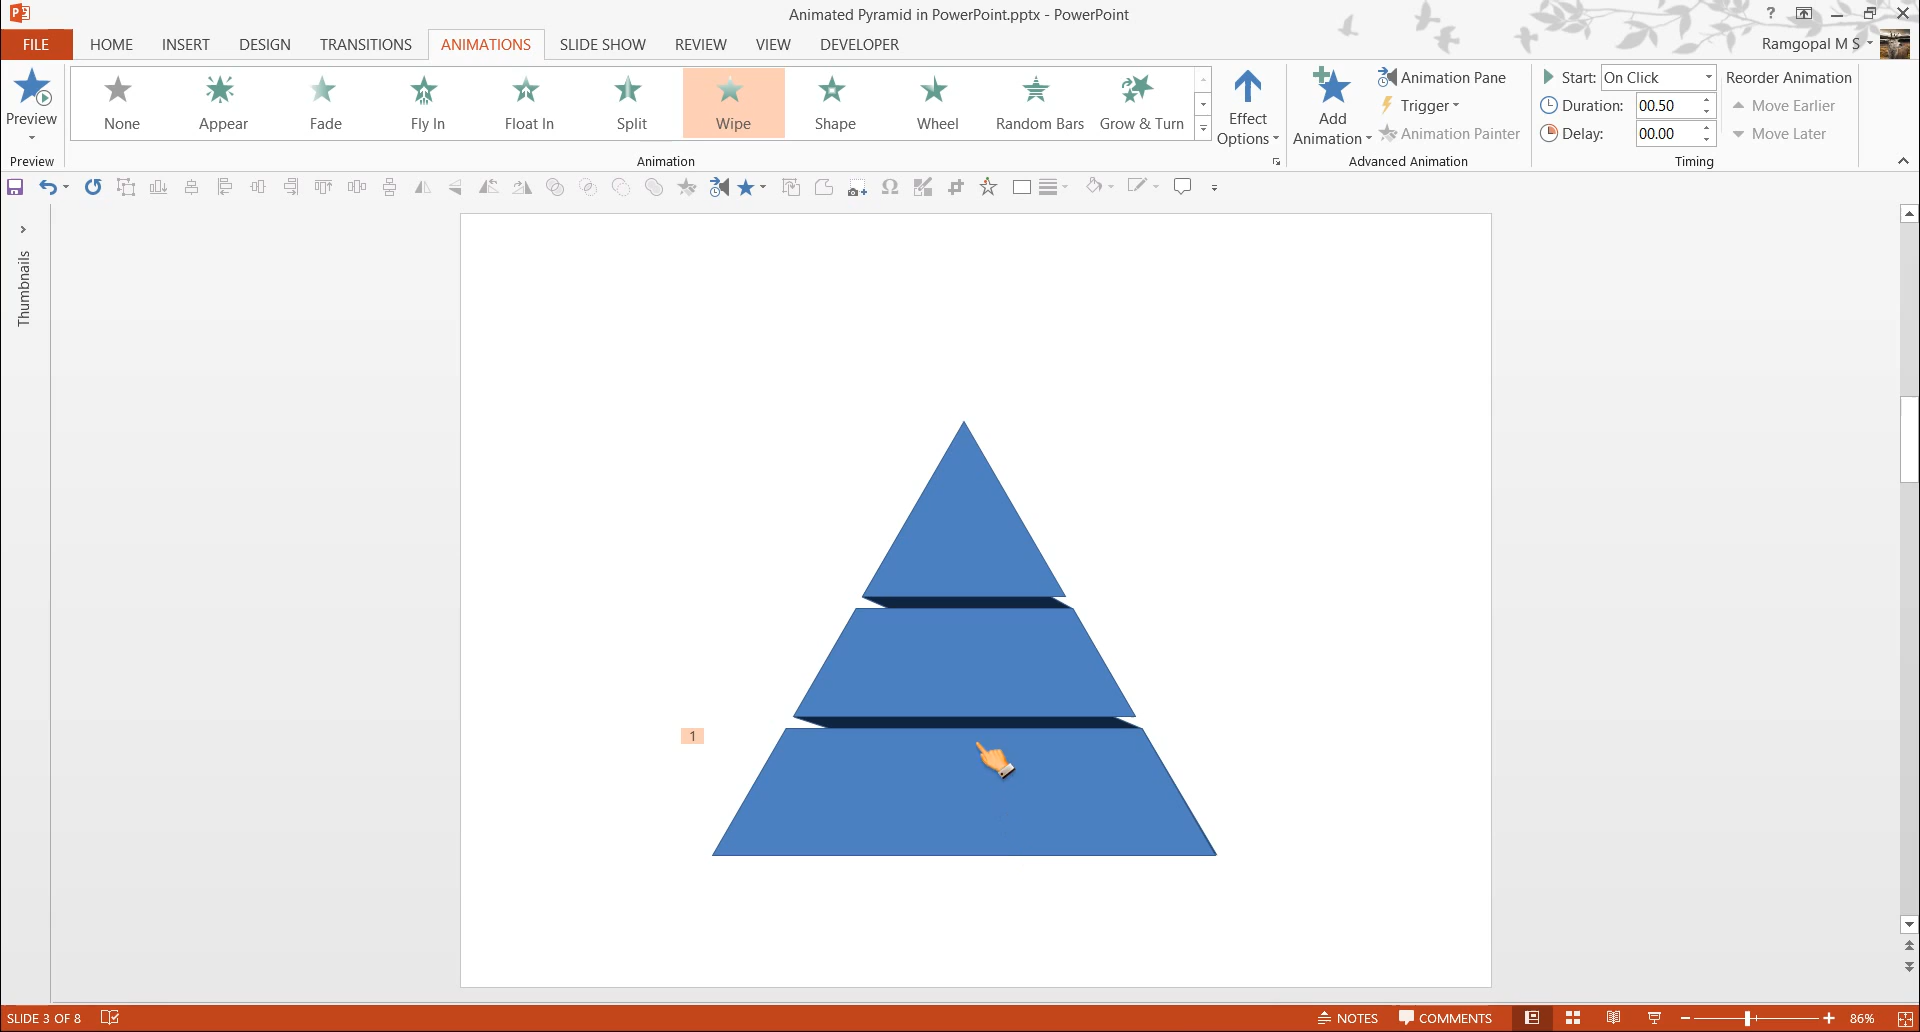 Animated Pyramid in PowerPoint.pptx - PowerPoint
?
FILE HOME INSERT DESIGN TRANSITIONS ANIMATIONS SLIDE SHOW REVIEW VIEW DEVELOPER
Ramgopal M S
Preview
Preview
None Appear Fade Fly In Float In Split Wipe Shape Wheel Random Bars Grow & Turn
Animation
Effect
Options
Add
Animation
Animation Pane
Trigger
Animation Painter
Advanced Animation
Start: On Click
Duration: 00.50
Delay: 00.00
Reorder Animation
Move Earlier
Move Later
Timing
Thumbnails
1
SLIDE 3 OF 8
NOTES COMMENTS 86%